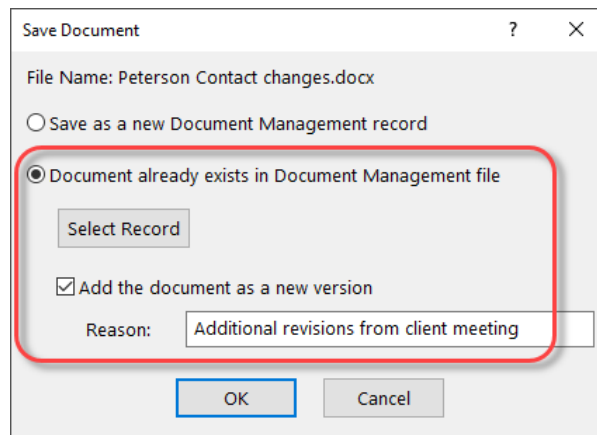 Save Document ?
File Name: Peterson Contact changes.docx
Save as a new Document Management record
Document already exists in Document Management file
Select Record
Add the document as a new version
Reason: Additional revisions from client meeting
OK Cancel